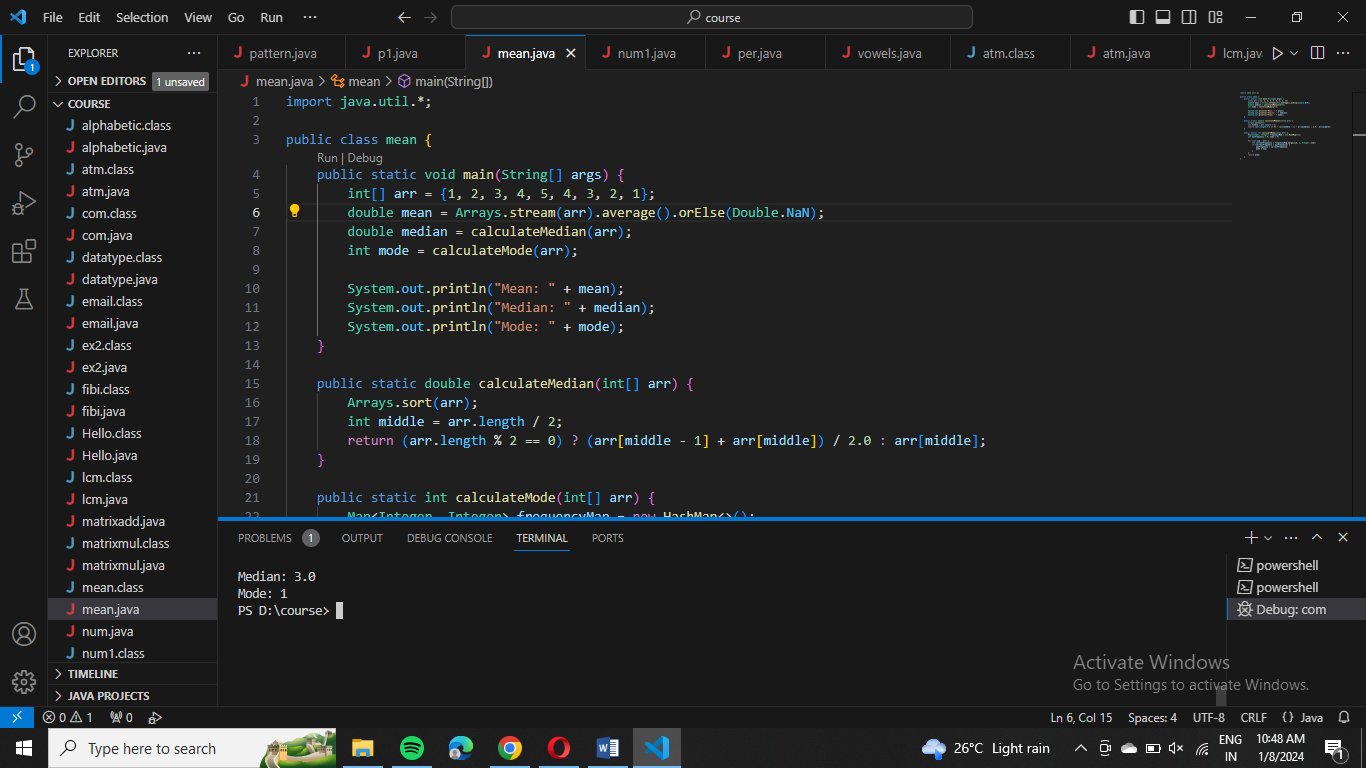 File Edit Selection View Go Run ··· course
EXPLORER ···
OPEN EDITORS 1 unsaved
COURSE
alphabetic.class
alphabetic.java
atm.class
atm.java
com.class
com.java
datatype.class
datatype.java
email.class
email.java
ex2.class
ex2.java
fibi.class
fibi.java
Hello.class
Hello.java
lcm.class
lcm.java
matrixadd.java
matrixmul.class
matrixmul.java
mean.class
mean.java
num.java
num1.class
TIMELINE
JAVA PROJECTS
pattern.java p1.java mean.java num1.java per.java vowels.java atm.class atm.java lcm.java
mean.java > mean > main(String[])
1 import java.util.*;
2
3 public class mean {
Run | Debug
4 public static void main(String[] args) {
5 int[] arr = {1, 2, 3, 4, 5, 4, 3, 2, 1};
6 double mean = Arrays.stream(arr).average().orElse(Double.NaN);
7 double median = calculateMedian(arr);
8 int mode = calculateMode(arr);
9
10 System.out.println("Mean: " + mean);
11 System.out.println("Median: " + median);
12 System.out.println("Mode: " + mode);
13 }
14
15 public static double calculateMedian(int[] arr) {
16 Arrays.sort(arr);
17 int middle = arr.length / 2;
18 return (arr.length % 2 == 0) ? (arr[middle - 1] + arr[middle]) / 2.0 : arr[middle];
19 }
20
21 public static int calculateMode(int[] arr) {
22 Map<Integer, Integer> frequencyMap = new HashMap<>();
PROBLEMS 1 OUTPUT DEBUG CONSOLE TERMINAL PORTS
Median: 3.0
Mode: 1
PS D:\course>
powershell
powershell
Debug: com
Activate Windows
Go to Settings to activate Windows.
1
0 1 0 Ln 6, Col 15 Spaces: 4 UTF-8 CRLF {} Java
Type here to search 26°C Light rain ENG IN 10:48 AM 1/8/2024 1